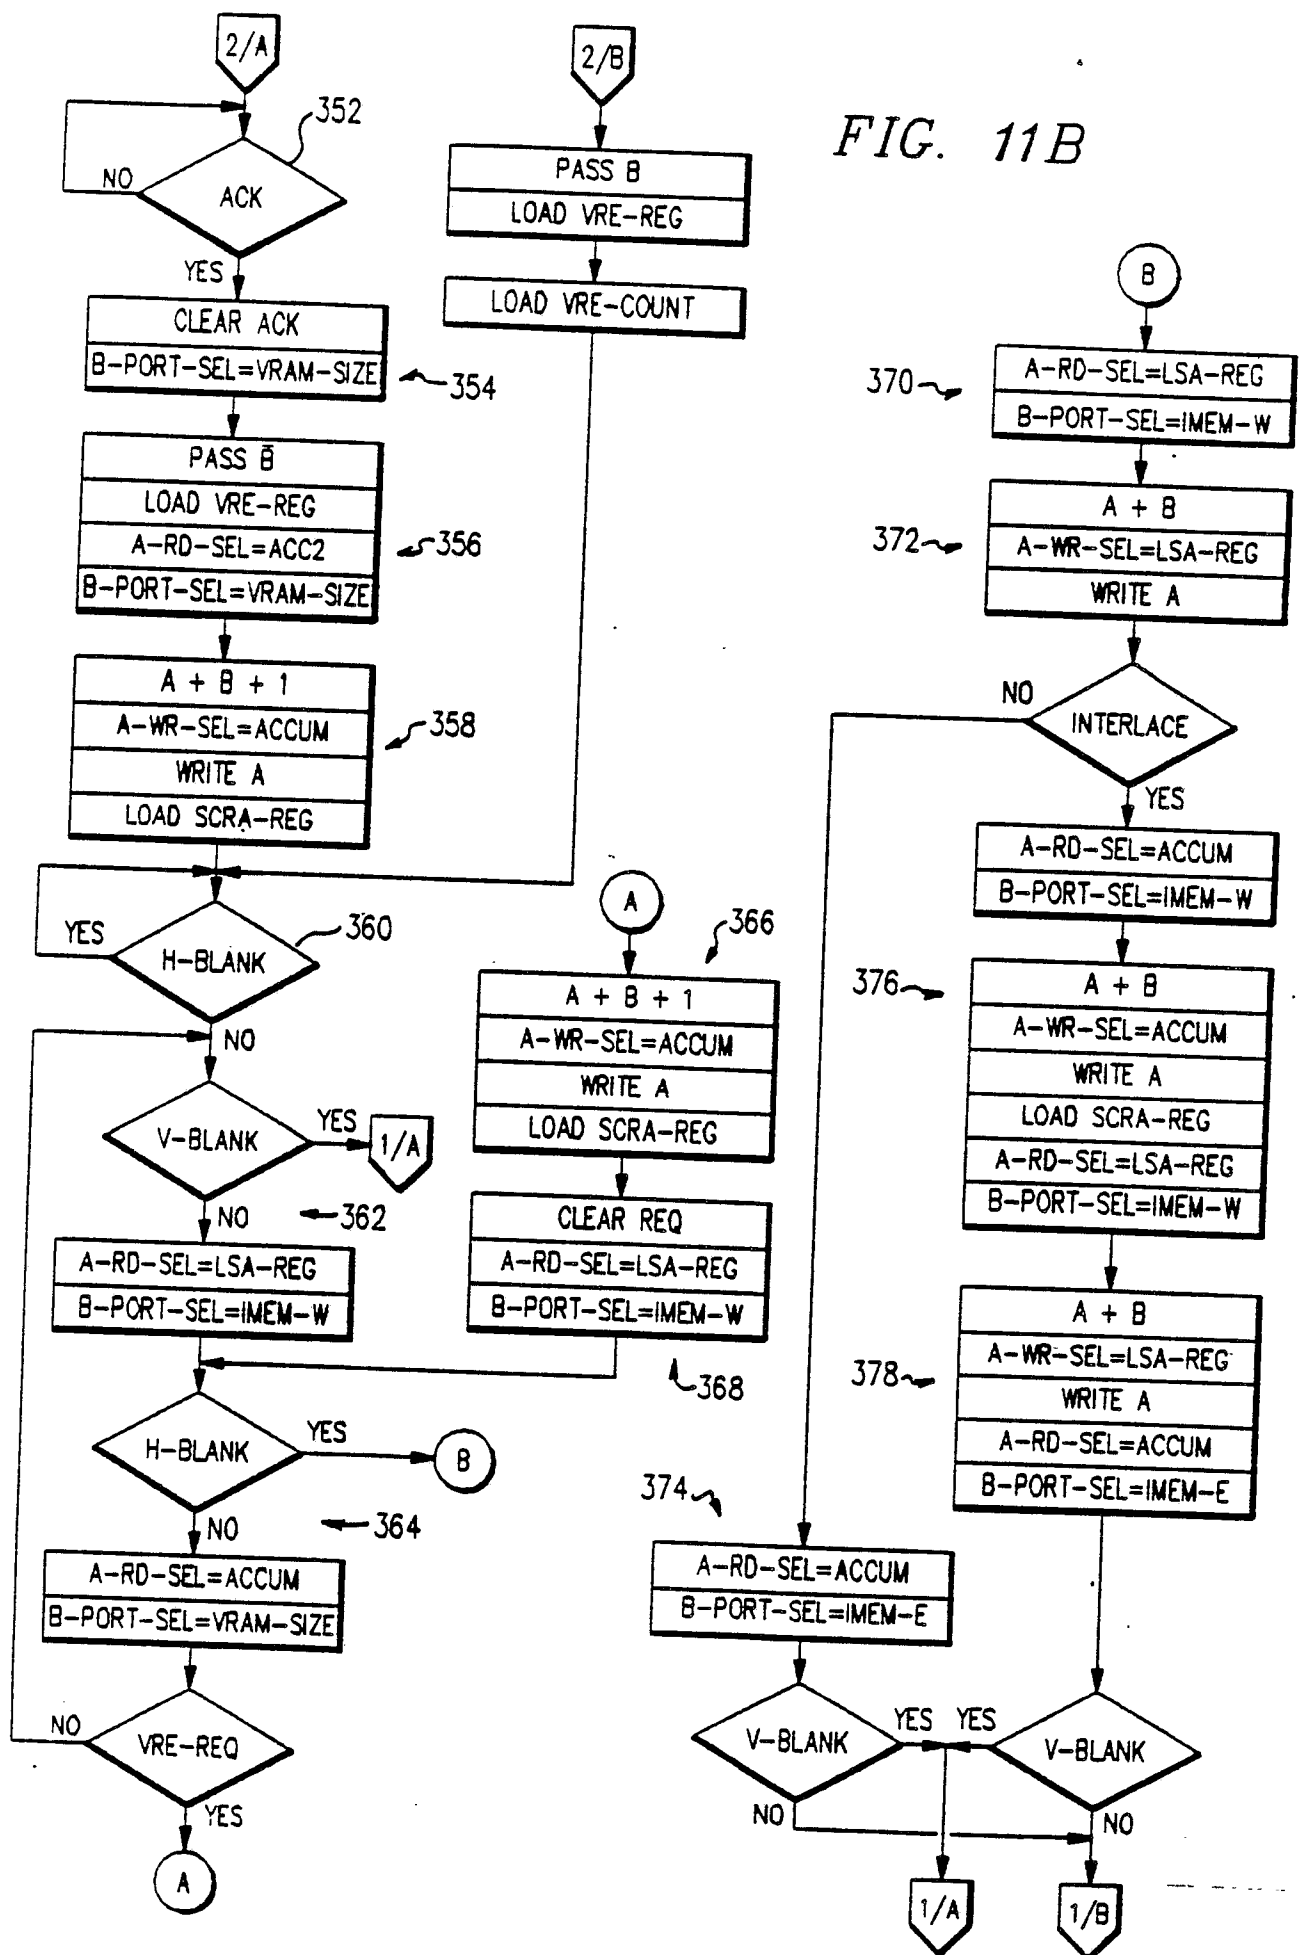 FIG. 11B
2/A
352
NO
ACK
YES
CLEAR ACK
B-PORT-SEL=VRAM-SIZE
354
PASS B̄
LOAD VRE-REG
A-RD-SEL=ACC2
B-PORT-SEL=VRAM-SIZE
356
A + B + 1
A-WR-SEL=ACCUM
WRITE A
LOAD SCRA-REG
358
2/B
PASS B
LOAD VRE-REG
LOAD VRE-COUNT
YES
H-BLANK
360
NO
V-BLANK
YES
1/A
NO
362
A-RD-SEL=LSA-REG
B-PORT-SEL=IMEM-W
H-BLANK
YES
B
NO
364
A-RD-SEL=ACCUM
B-PORT-SEL=VRAM-SIZE
NO
VRE-REQ
YES
A
A
366
A + B + 1
A-WR-SEL=ACCUM
WRITE A
LOAD SCRA-REG
CLEAR REQ
A-RD-SEL=LSA-REG
B-PORT-SEL=IMEM-W
368
B
370
A-RD-SEL=LSA-REG
B-PORT-SEL=IMEM-W
372
A + B
A-WR-SEL=LSA-REG
WRITE A
NO
INTERLACE
YES
A-RD-SEL=ACCUM
B-PORT-SEL=IMEM-W
376
A + B
A-WR-SEL=ACCUM
WRITE A
LOAD SCRA-REG
A-RD-SEL=LSA-REG
B-PORT-SEL=IMEM-W
378
A + B
A-WR-SEL=LSA-REG
WRITE A
A-RD-SEL=ACCUM
B-PORT-SEL=IMEM-E
374
A-RD-SEL=ACCUM
B-PORT-SEL=IMEM-E
V-BLANK
YES
YES
V-BLANK
NO
NO
1/A
1/B